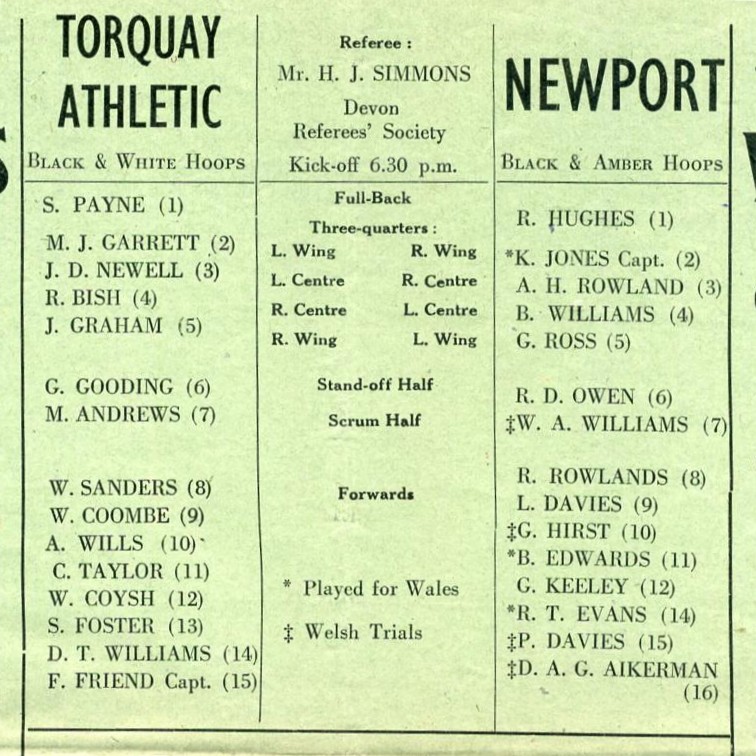 TORQUAY
ATHLETIC
BLACK & WHITE HOOPS
S. PAYNE (1)
M. J. GARRETT (2)
J. D. NEWELL (3)
R. BISH (4)
J. GRAHAM (5)
G. GOODING (6)
M. ANDREWS (7)
W. SANDERS (8)
W. COOMBE (9)
A. WILLS (10)
C. TAYLOR (11)
W. COYSH (12)
S. FOSTER (13)
D. T. WILLIAMS (14)
F. FRIEND Capt. (15)
Referee :
Mr. H. J. SIMMONS
Devon
Referees' Society
Kick-off 6.30 p.m.
Full-Back
Three-quarters :
L. Wing R. Wing
L. Centre R. Centre
R. Centre L. Centre
R. Wing L. Wing
Stand-off Half
Scrum Half
Forwards
* Played for Wales
‡ Welsh Trials
NEWPORT
BLACK & AMBER HOOPS
R. HUGHES (1)
*K. JONES Capt. (2)
A. H. ROWLAND (3)
B. WILLIAMS (4)
G. ROSS (5)
R. D. OWEN (6)
‡W. A. WILLIAMS (7)
R. ROWLANDS (8)
L. DAVIES (9)
‡G. HIRST (10)
*B. EDWARDS (11)
G. KEELEY (12)
*R. T. EVANS (14)
‡P. DAVIES (15)
‡D. A. G. AIKERMAN
(16)